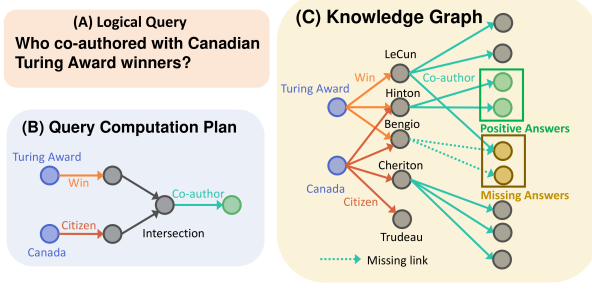 (A) Logical Query
Who co-authored with Canadian
Turing Award winners?
(B) Query Computation Plan
Turing Award
Win
Co-author
Citizen
Canada
Intersection
(C) Knowledge Graph
LeCun
Win
Co-author
Turing Award
Hinton
Bengio
Positive Answers
Cheriton
Canada
Missing Answers
Citizen
Trudeau
Missing link